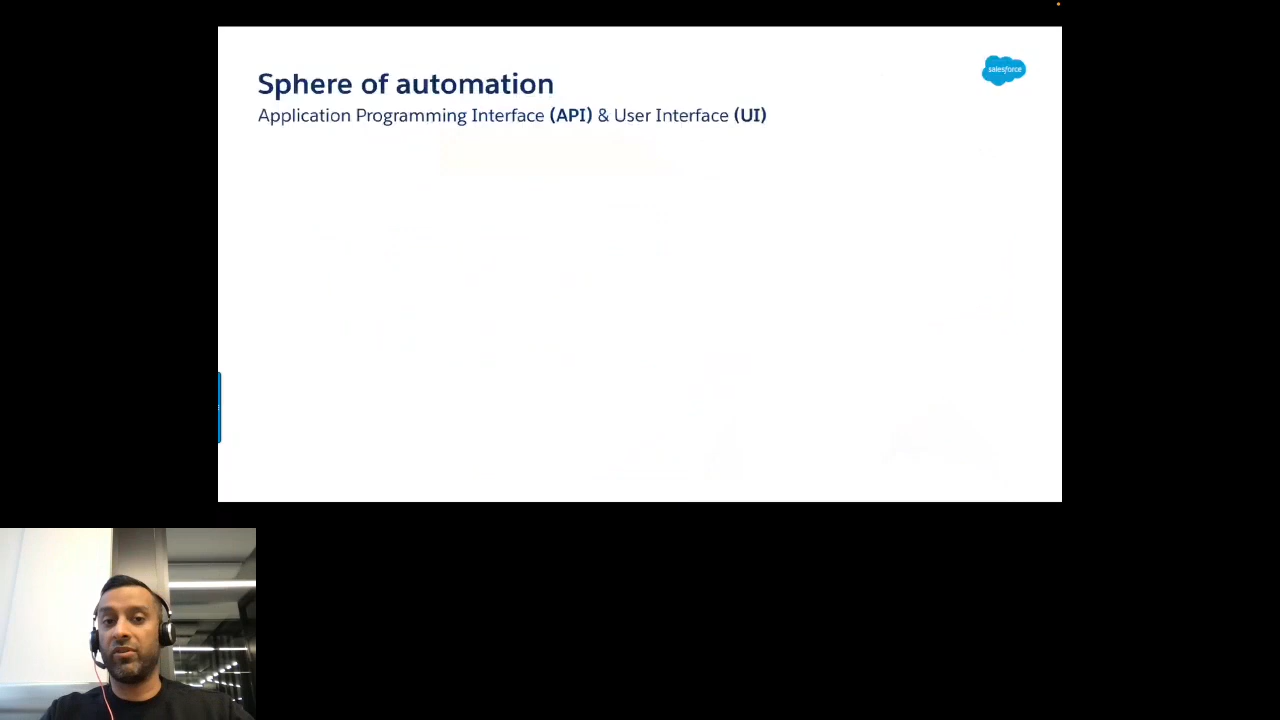 Sphere of automation
salesforce
Application Programming Interface (API) & User Interface (UI)